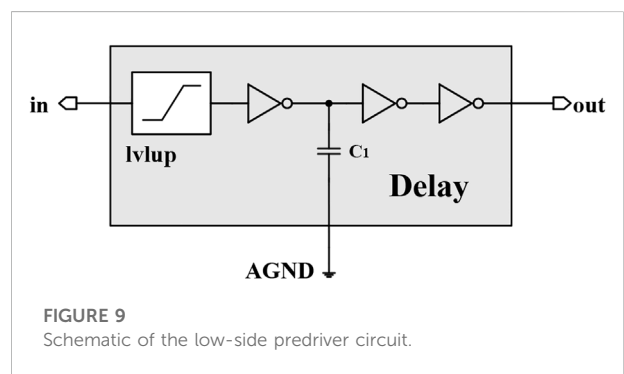 in
out
lvlup
C1
Delay
AGND
FIGURE 9
Schematic of the low-side predriver circuit.